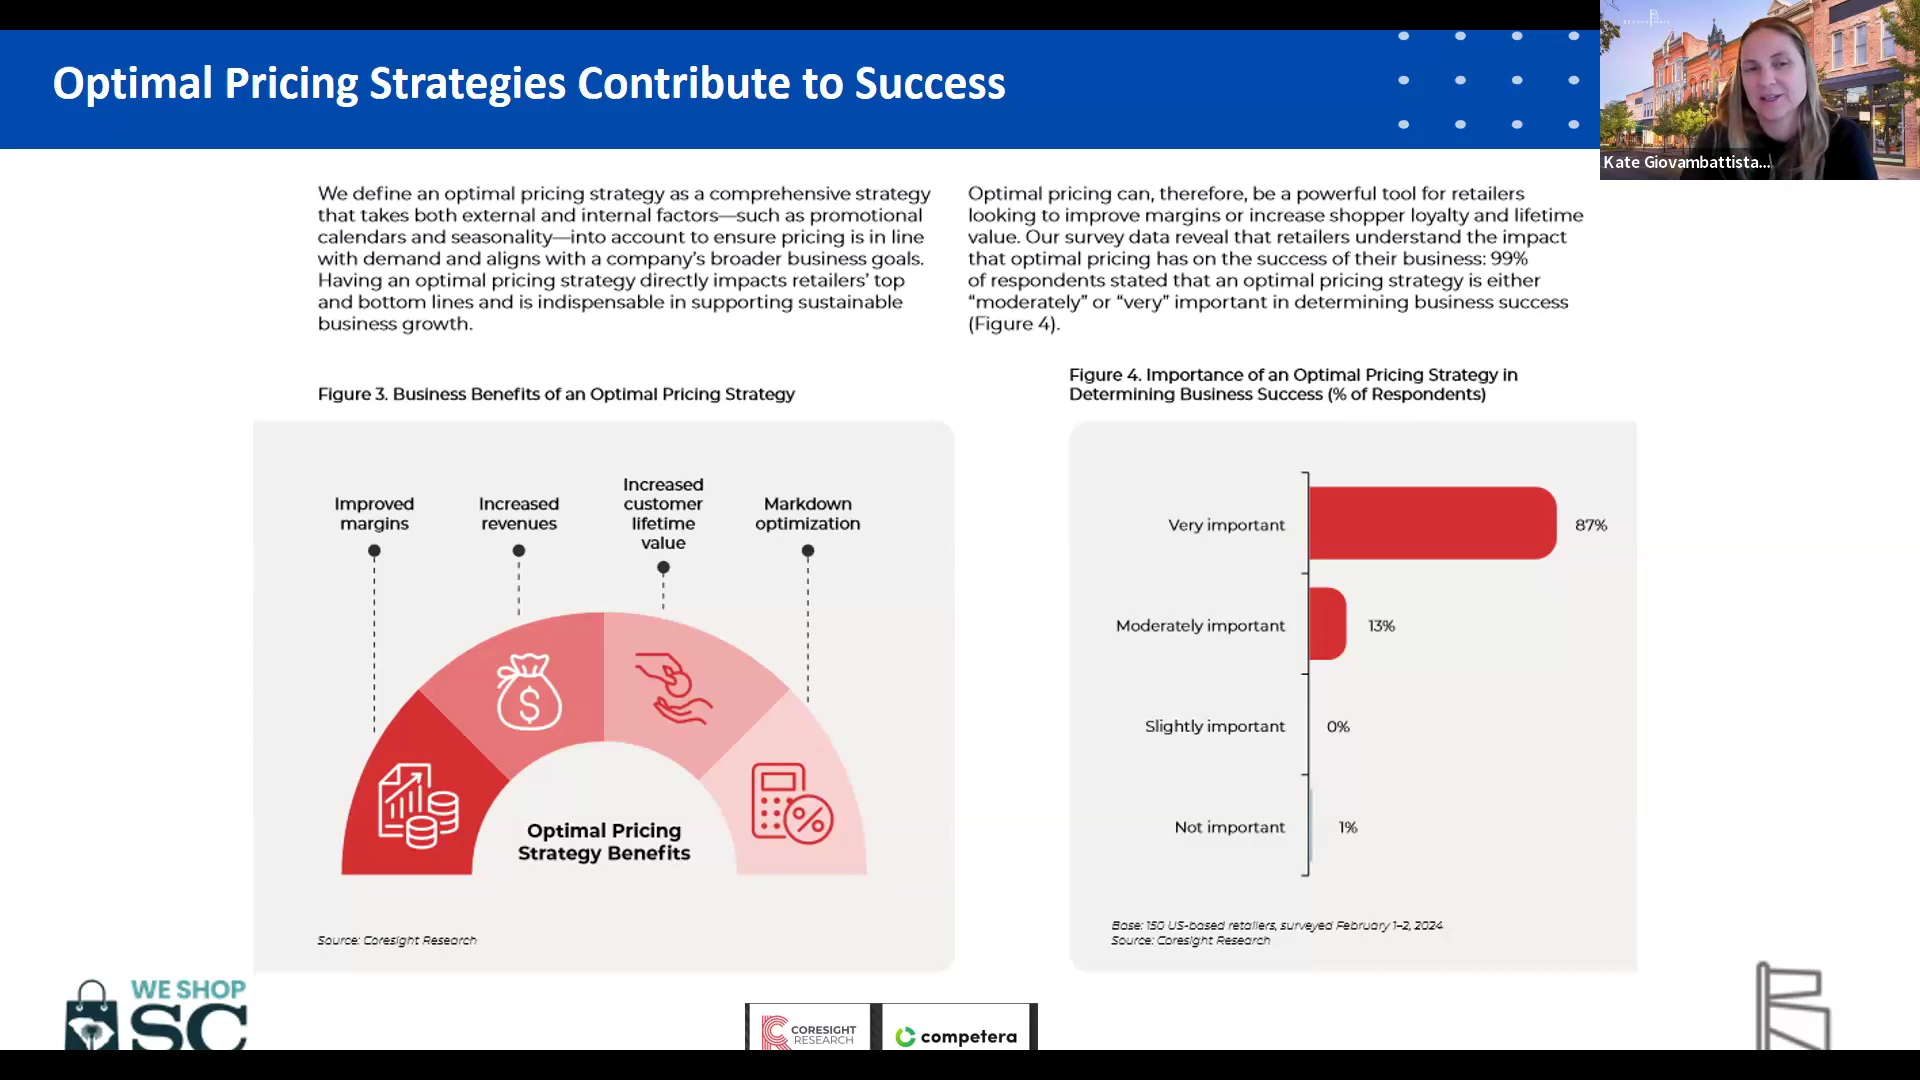 Optimal Pricing Strategies Contribute to Success
Kate Giovambattista...
We define an optimal pricing strategy as a comprehensive strategy
that takes both external and internal factors—such as promotional
calendars and seasonality—into account to ensure pricing is in line
with demand and aligns with a company's broader business goals.
Having an optimal pricing strategy directly impacts retailers' top
and bottom lines and is indispensable in supporting sustainable
business growth.
Optimal pricing can, therefore, be a powerful tool for retailers
looking to improve margins or increase shopper loyalty and lifetime
value. Our survey data reveal that retailers understand the impact
that optimal pricing has on the success of their business: 99%
of respondents stated that an optimal pricing strategy is either
“moderately” or “very” important in determining business success
(Figure 4).
Figure 3. Business Benefits of an Optimal Pricing Strategy
Improved
margins
Increased
revenues
Increased
customer
lifetime
value
Markdown
optimization
$
%
Optimal Pricing
Strategy Benefits
Source: Coresight Research
Figure 4. Importance of an Optimal Pricing Strategy in
Determining Business Success (% of Respondents)
Very important 87%
Moderately important 13%
Slightly important 0%
Not important 1%
Base: 150 US-based retailers, surveyed February 1–2, 2024
Source: Coresight Research
WE SHOP
SC
CORESIGHT
RESEARCH
competera